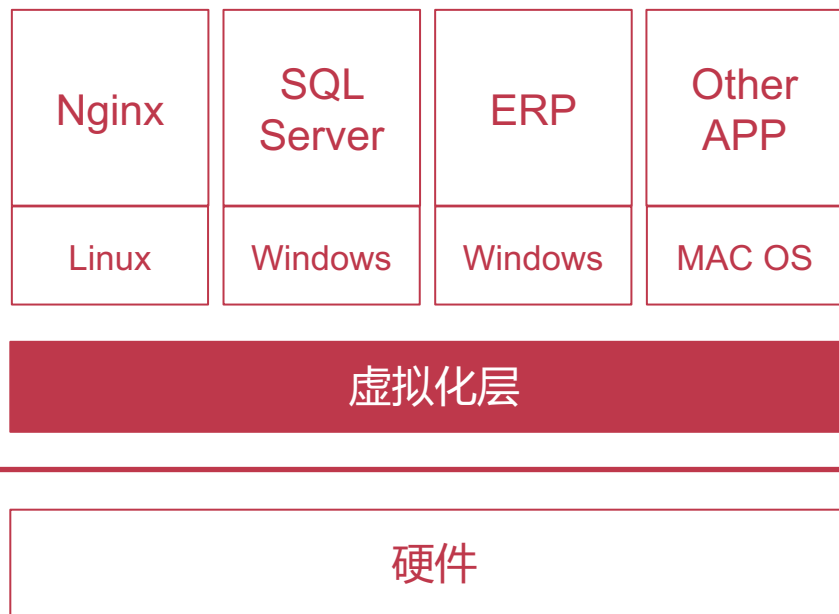 Nginx
SQL
Server
ERP
Other
APP
Linux
Windows
Windows
MAC OS
虚拟化层
硬件